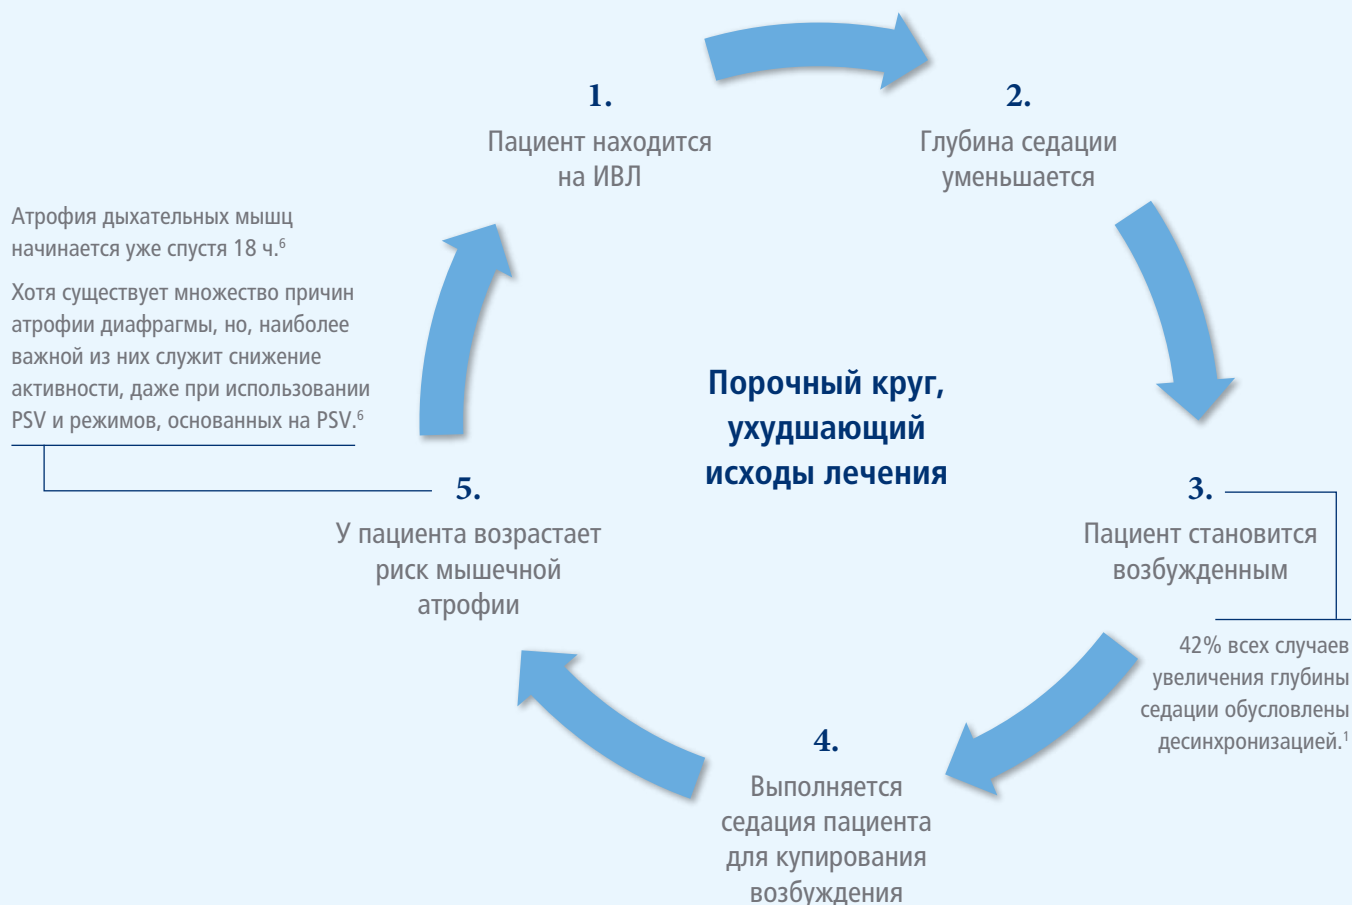 1.
Пациент находится
на ИВЛ
2.
Глубина седации
уменьшается
Атрофия дыхательных мышц
начинается уже спустя 18 ч.⁶
Хотя существует множество причин
атрофии диафрагмы, но, наиболее
важной из них служит снижение
активности, даже при использовании
PSV и режимов, основанных на PSV.⁶
Порочный круг,
ухудшающий
исходы лечения
3.
Пациент становится
возбужденным
42% всех случаев
увеличения глубины
седации обусловлены
десинхронизацией.¹
4.
Выполняется
седация пациента
для купирования
возбуждения
5.
У пациента возрастает
риск мышечной
атрофии